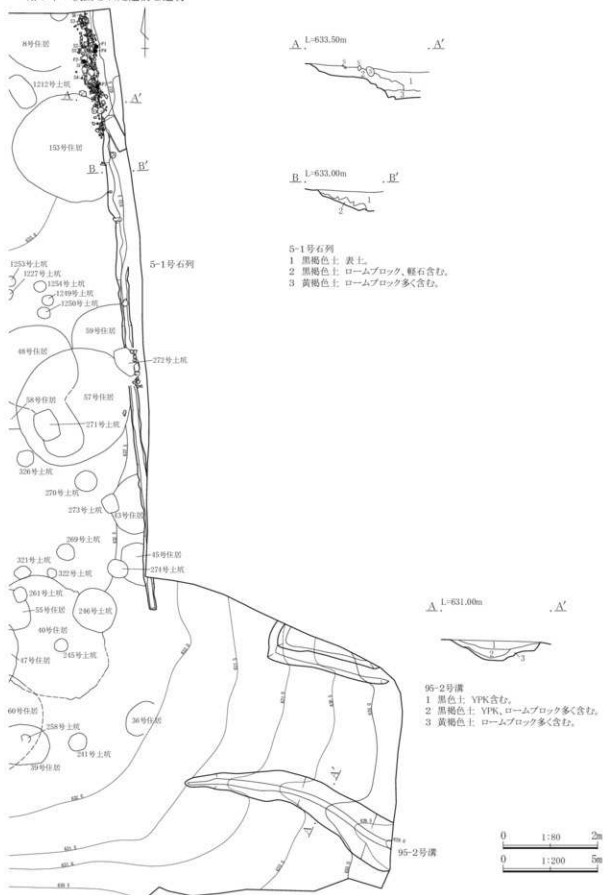 8号住居
1212号土坑
A
A'
153号住居
B
B'
5-1号石列
1253号土坑
1227号土坑
1254号土坑
1249号土坑
1250号土坑
59号住居
48号住居
272号土坑
57号住居
58号住居
271号土坑
326号土坑
270号土坑
273号土坑
43号住居
269号土坑
321号土坑
322号土坑
45号住居
274号土坑
261号土坑
55号住居
246号土坑
40号住居
245号土坑
47号住居
60号住居
36号住居
258号土坑
241号土坑
39号住居
A'
A
95-2号溝
A L=633.50m A'
1
2
3
B L=633.00m B'
1
2
5-1号石列
1 黒褐色土 表土。
2 黒褐色土 ロームブロック、軽石含む。
3 黄褐色土 ロームブロック多く含む。
A L=631.00m A'
1
2
3
95-2号溝
1 黒色土 YPK含む。
2 黒褐色土 YPK、ロームブロック多く含む。
3 黄褐色土 ロームブロック多く含む。
0 1:80 2m
0 1:200 5m